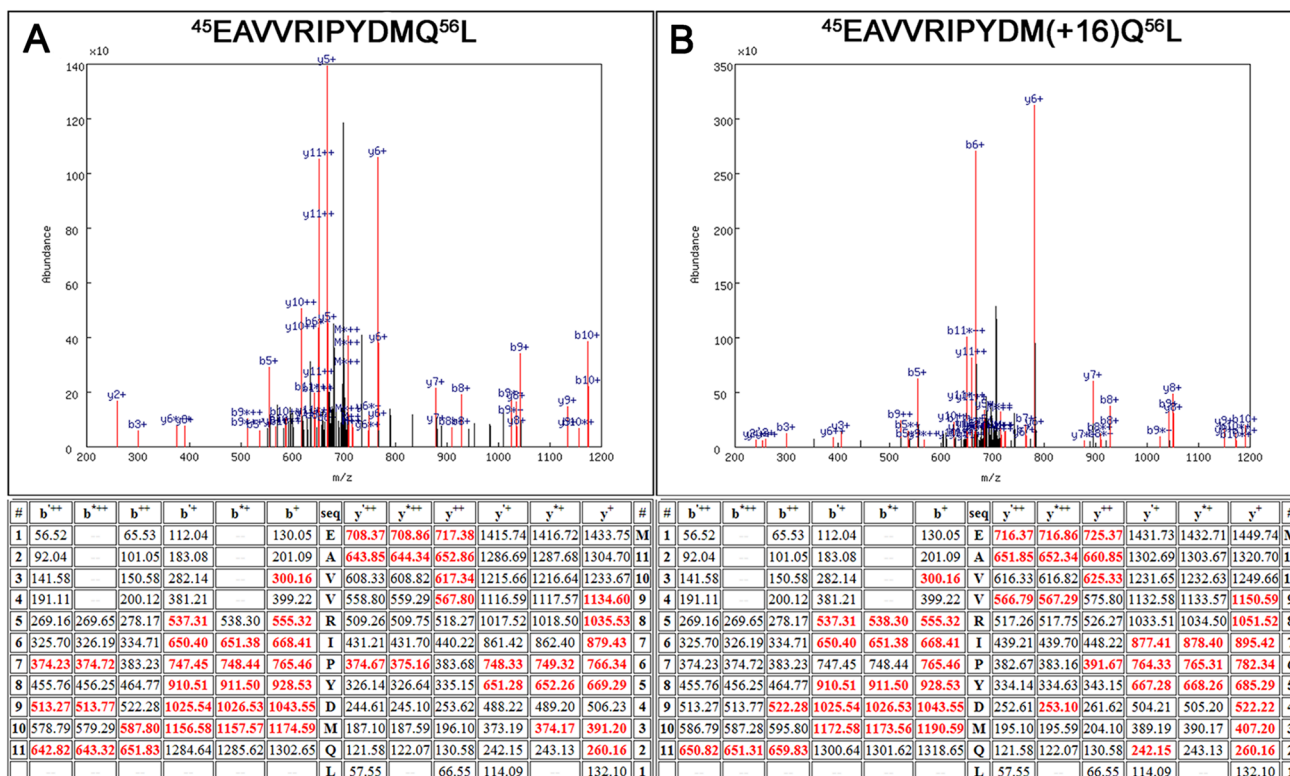 A
⁴⁵EAVVRIPYDMQ⁵⁶L
×10
140
120
100
80
60
40
20
0
Abundance
200 300 400 500 600 700 800 900 1000 1100 1200
m/z
y5+
y11++
y6+
y11++
y10++
y5+
y10++
M*++
y6+
b5+
b9+
b10+
y2+
b3+
y7+
b8+
y9+
b10+
# b'++ b*++ b++ b'+ b*+ b+ seq y'++ y*++ y++ y'+ y*+ y+ #
1 56.52 -- 65.53 112.04 -- 130.05 E 708.37 708.86 717.38 1415.74 1416.72 1433.75 M
2 92.04 -- 101.05 183.08 -- 201.09 A 643.85 644.34 652.86 1286.69 1287.68 1304.70 11
3 141.58 -- 150.58 282.14 -- 300.16 V 608.33 608.82 617.34 1215.66 1216.64 1233.67 10
4 191.11 -- 200.12 381.21 -- 399.22 V 558.80 559.29 567.80 1116.59 1117.57 1134.60 9
5 269.16 269.65 278.17 537.31 538.30 555.32 R 509.26 509.75 518.27 1017.52 1018.50 1035.53 8
6 325.70 326.19 334.71 650.40 651.38 668.41 I 431.21 431.70 440.22 861.42 862.40 879.43 7
7 374.23 374.72 383.23 747.45 748.44 765.46 P 374.67 375.16 383.68 748.33 749.32 766.34 6
8 455.76 456.25 464.77 910.51 911.50 928.53 Y 326.14 326.64 335.15 651.28 652.26 669.29 5
9 513.27 513.77 522.28 1025.54 1026.53 1043.55 D 244.61 245.10 253.62 488.22 489.20 506.23 4
10 578.79 579.29 587.80 1156.58 1157.57 1174.59 M 187.10 187.59 196.10 373.19 374.17 391.20 3
11 642.82 643.32 651.83 1284.64 1285.62 1302.65 Q 121.58 122.07 130.58 242.15 243.13 260.16 2
-- -- -- -- -- -- L 57.55 -- 66.55 114.09 -- 132.10 1
B
⁴⁵EAVVRIPYDM(+16)Q⁵⁶L
×10
350
300
250
200
150
100
50
0
Abundance
200 300 400 500 600 700 800 900 1000 1100 1200
m/z
y6+
b6+
b11*++
y11++
b5+
y7+
y8+
b8+
b9++
b3+
y3+
# b'++ b*++ b++ b'+ b*+ b+ seq y'++ y*++ y++ y'+ y*+ y+
1 56.52 -- 65.53 112.04 -- 130.05 E 716.37 716.86 725.37 1431.73 1432.71 1449.74
2 92.04 -- 101.05 183.08 -- 201.09 A 651.85 652.34 660.85 1302.69 1303.67 1320.70
3 141.58 -- 150.58 282.14 -- 300.16 V 616.33 616.82 625.33 1231.65 1232.63 1249.66
4 191.11 -- 200.12 381.21 -- 399.22 V 566.79 567.29 575.80 1132.58 1133.57 1150.59 9
5 269.16 269.65 278.17 537.31 538.30 555.32 R 517.26 517.75 526.27 1033.51 1034.50 1051.52 8
6 325.70 326.19 334.71 650.40 651.38 668.41 I 439.21 439.70 448.22 877.41 878.40 895.42 7
7 374.23 374.72 383.23 747.45 748.44 765.46 P 382.67 383.16 391.67 764.33 765.31 782.34 6
8 455.76 456.25 464.77 910.51 911.50 928.53 Y 334.14 334.63 343.15 667.28 668.26 685.29 5
9 513.27 513.77 522.28 1025.54 1026.53 1043.55 D 252.61 253.10 261.62 504.21 505.20 522.22 4
10 586.79 587.28 595.80 1172.58 1173.56 1190.59 M 195.10 195.59 204.10 389.19 390.17 407.20 3
11 650.82 651.31 659.83 1300.64 1301.62 1318.65 Q 121.58 122.07 130.58 242.15 243.13 260.16 2
-- -- -- -- -- -- L 57.55 -- 66.55 114.09 -- 132.10 1